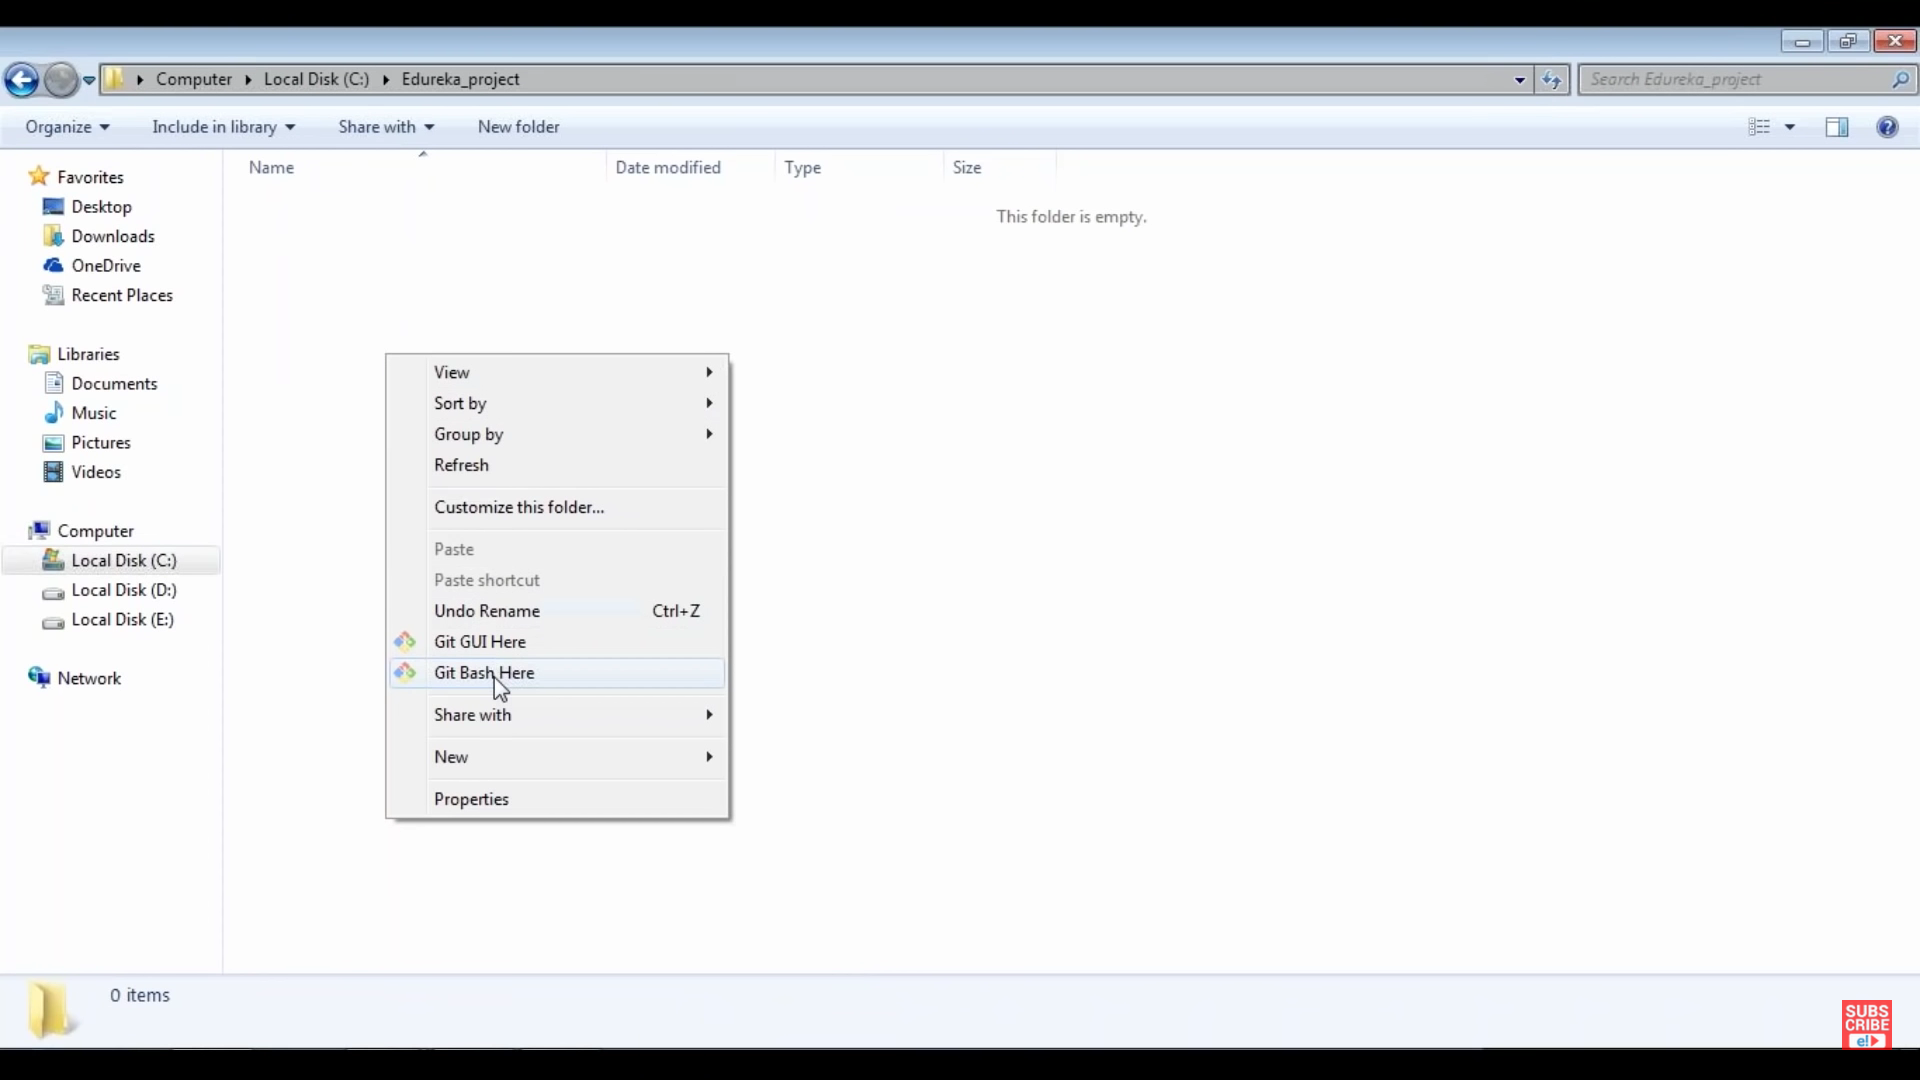 Computer
Local Disk (C:)
Edureka_project
Search Edureka_project
Organize
Include in library
Share with
New folder
Name
Date modified
Type
Size
This folder is empty.
Favorites
Desktop
Downloads
OneDrive
Recent Places
Libraries
Documents
Music
Pictures
Videos
Computer
Local Disk (C:)
Local Disk (D:)
Local Disk (E:)
Network
View
Sort by
Group by
Refresh
Customize this folder...
Paste
Paste shortcut
Undo Rename Ctrl+Z
Git GUI Here
Git Bash Here
Share with
New
Properties
0 items
SUBS
CRIBE
e!